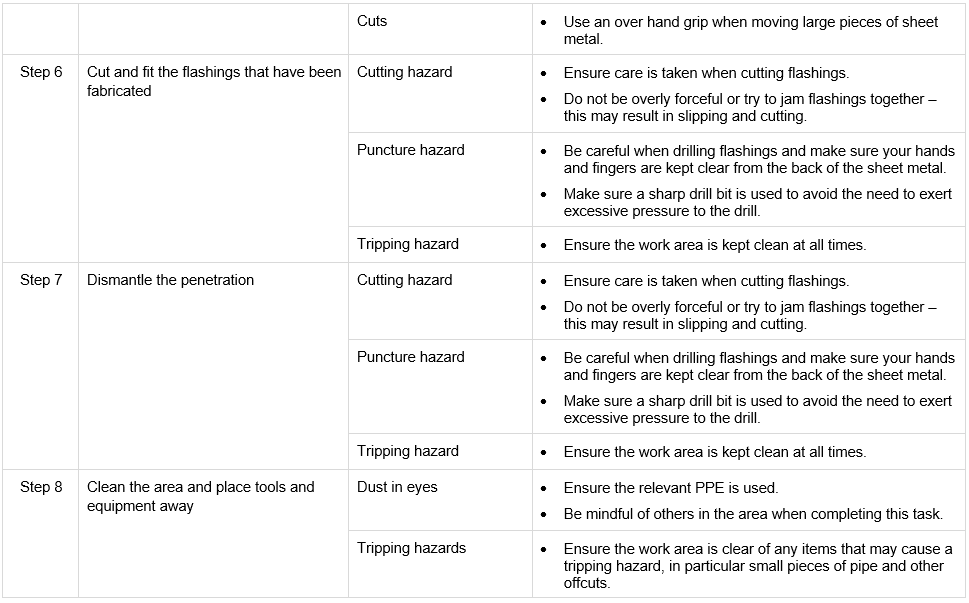 Cuts
• Use an over hand grip when moving large pieces of sheet
metal.
Step 6
Cut and fit the flashings that have been
fabricated
Cutting hazard
• Ensure care is taken when cutting flashings.
• Do not be overly forceful or try to jam flashings together –
this may result in slipping and cutting.
Puncture hazard
• Be careful when drilling flashings and make sure your hands
and fingers are kept clear from the back of the sheet metal.
• Make sure a sharp drill bit is used to avoid the need to exert
excessive pressure to the drill.
Tripping hazard
• Ensure the work area is kept clean at all times.
Step 7
Dismantle the penetration
Cutting hazard
• Ensure care is taken when cutting flashings.
• Do not be overly forceful or try to jam flashings together –
this may result in slipping and cutting.
Puncture hazard
• Be careful when drilling flashings and make sure your hands
and fingers are kept clear from the back of the sheet metal.
• Make sure a sharp drill bit is used to avoid the need to exert
excessive pressure to the drill.
Tripping hazard
• Ensure the work area is kept clean at all times.
Step 8
Clean the area and place tools and
equipment away
Dust in eyes
• Ensure the relevant PPE is used.
• Be mindful of others in the area when completing this task.
Tripping hazards
• Ensure the work area is clear of any items that may cause a
tripping hazard, in particular small pieces of pipe and other
offcuts.